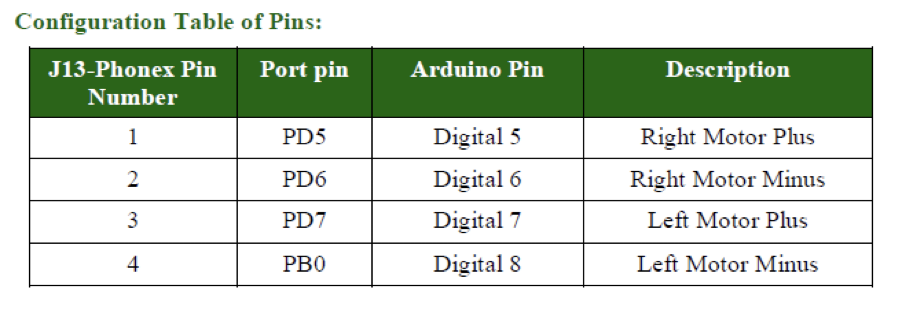 Configuration Table of Pins:
J13-Phonex Pin Number Port pin Arduino Pin Description
1 PD5 Digital 5 Right Motor Plus
2 PD6 Digital 6 Right Motor Minus
3 PD7 Digital 7 Left Motor Plus
4 PB0 Digital 8 Left Motor Minus